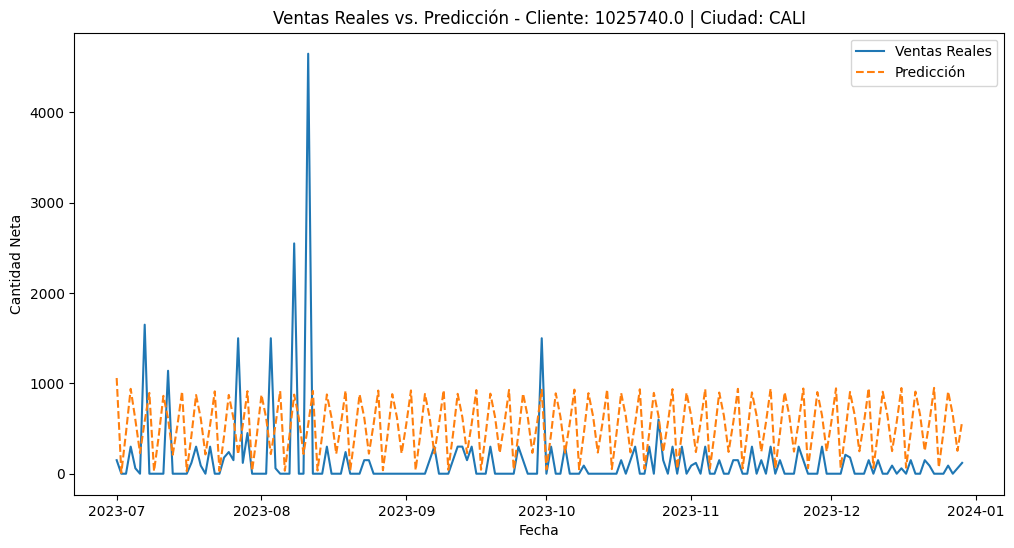 Ventas Reales vs. Predicción - Cliente: 1025740.0 | Ciudad: CALI
Ventas Reales
Predicción
Cantidad Neta
4000
3000
2000
1000
0
2023-07
2023-08
2023-09
2023-10
2023-11
2023-12
2024-01
Fecha